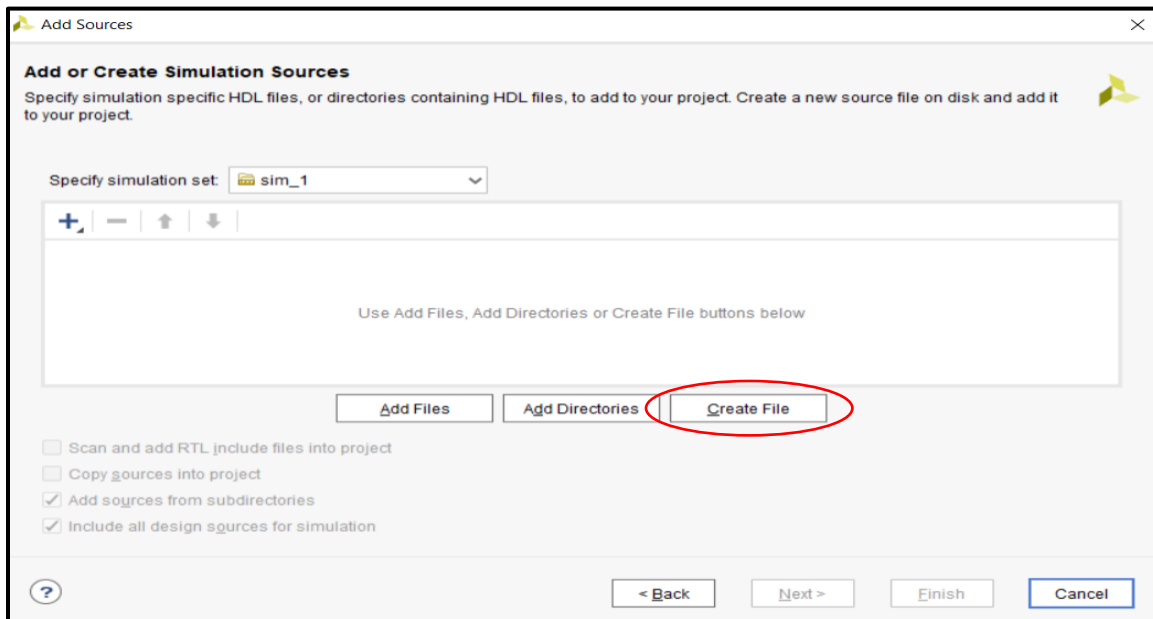 Add Sources
Add or Create Simulation Sources
Specify simulation specific HDL files, or directories containing HDL files, to add to your project. Create a new source file on disk and add it
to your project.
Specify simulation set: sim_1
Use Add Files, Add Directories or Create File buttons below
Add Files Add Directories Create File
Scan and add RTL include files into project
Copy sources into project
Add sources from subdirectories
Include all design sources for simulation
? < Back Next > Finish Cancel